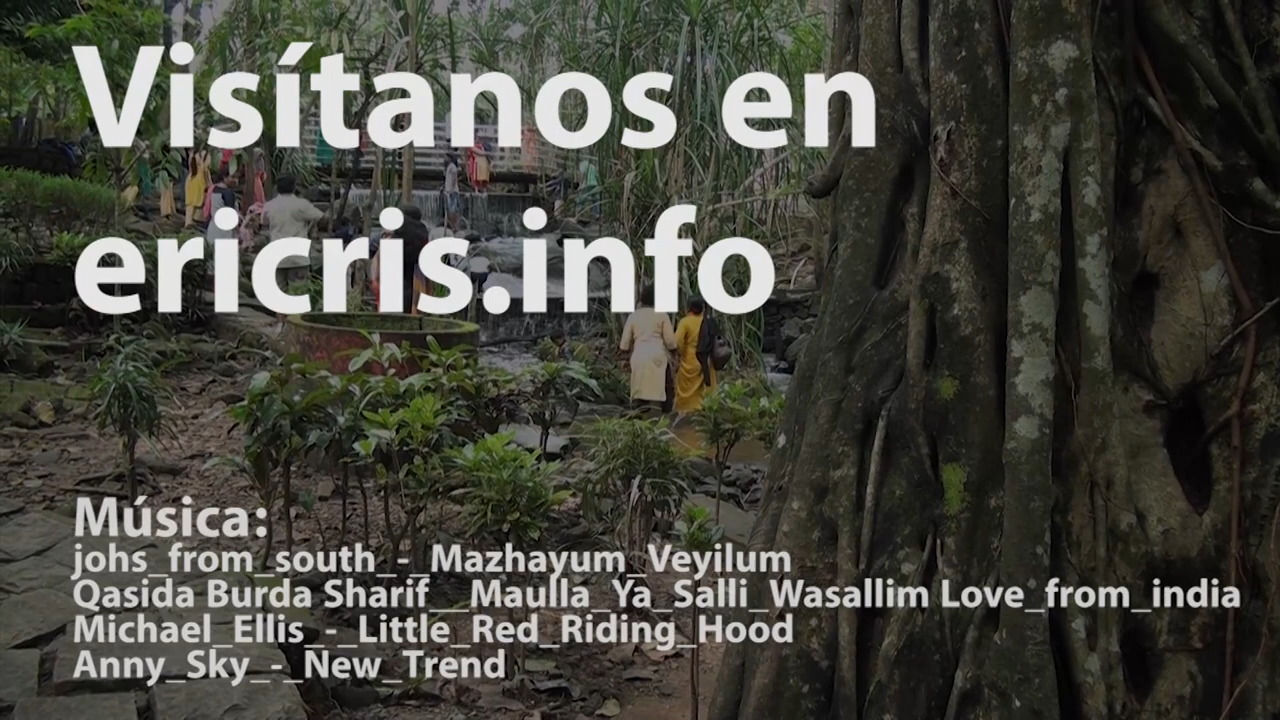 Visítanos en
ericris.info
Música:
johs_from_south_-_Mazhayum_Veyilum
Qasida Burda Sharif__Maulla_Ya_Salli_Wasallim Love_from_india
Michael_Ellis_-_Little_Red_Riding_Hood
Anny_Sky_-_New_Trend